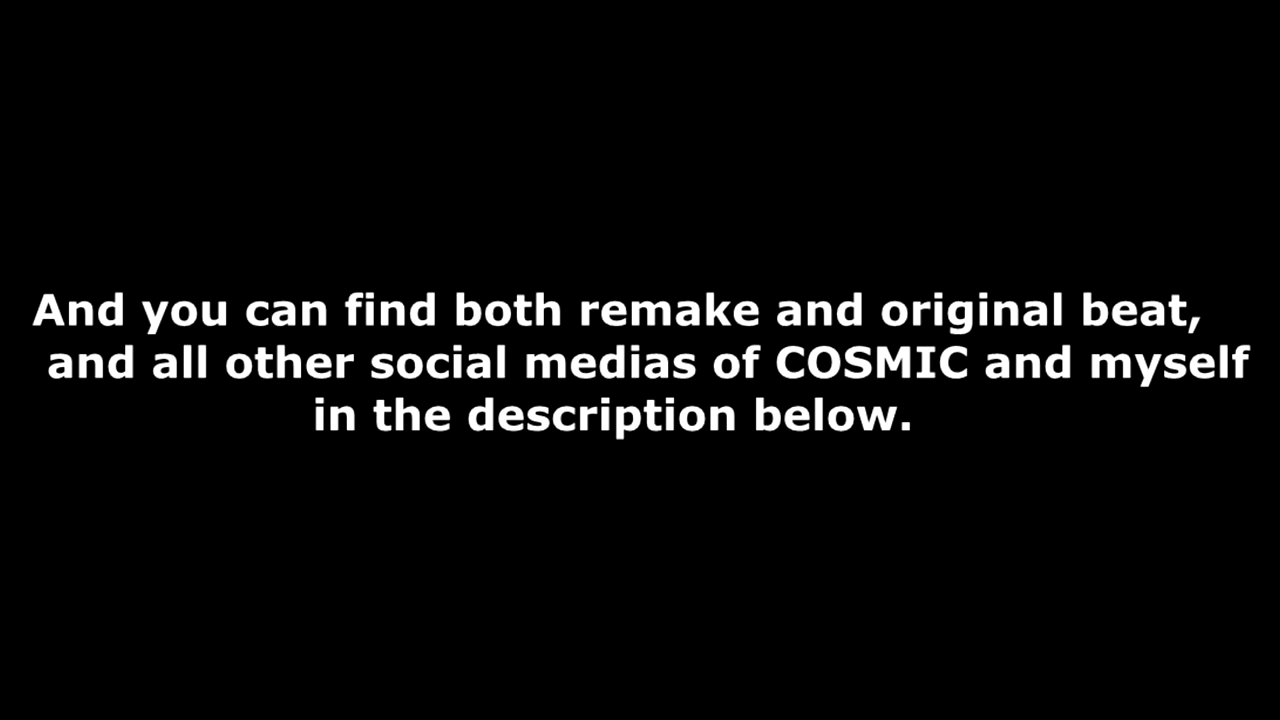 And you can find both remake and original beat,
and all other social medias of COSMIC and myself
in the description below.